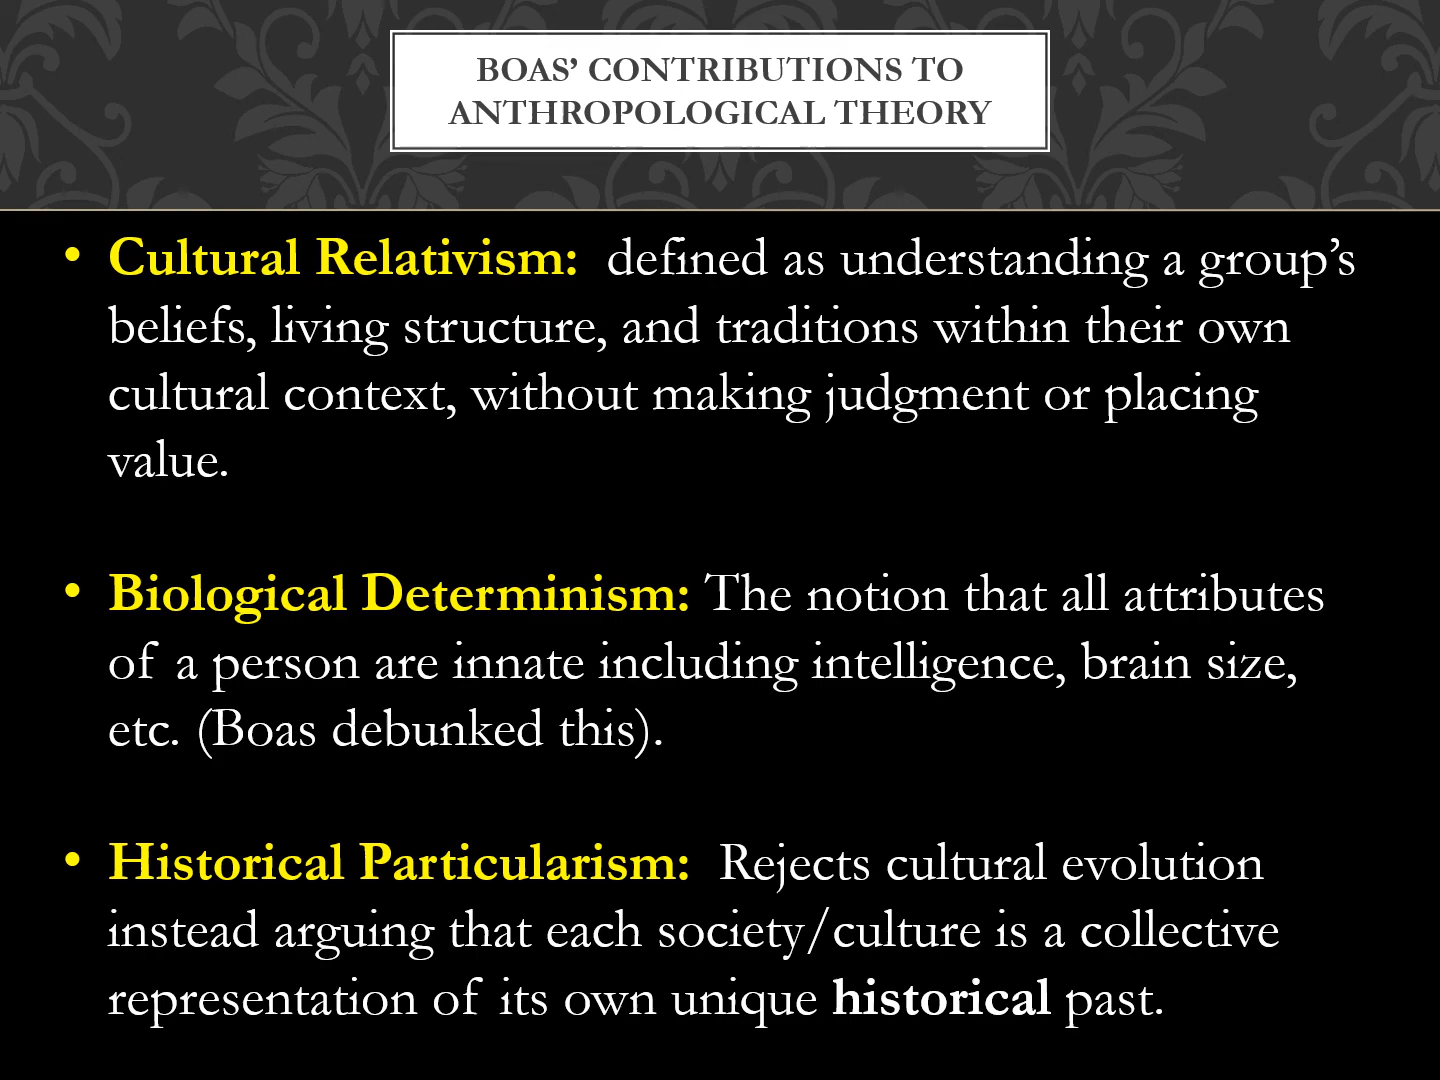 BOAS’ CONTRIBUTIONS TO
ANTHROPOLOGICAL THEORY
• Cultural Relativism: defined as understanding a group’s
beliefs, living structure, and traditions within their own
cultural context, without making judgment or placing
value.
• Biological Determinism: The notion that all attributes
of a person are innate including intelligence, brain size,
etc. (Boas debunked this).
• Historical Particularism: Rejects cultural evolution
instead arguing that each society/culture is a collective
representation of its own unique historical past.